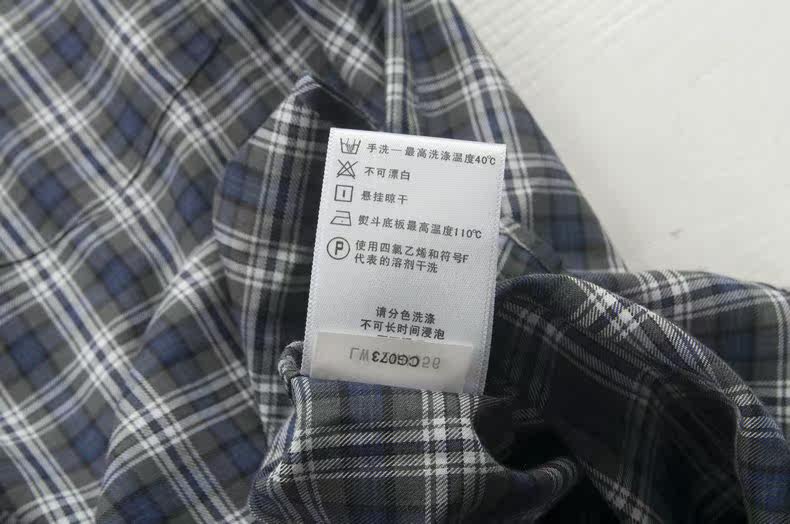 手洗—最高洗涤温度40℃
不可漂白
悬挂晾干
熨斗底板最高温度110℃
P
使用四氯乙烯和符号F
代表的溶剂干洗
请分色洗涤
不可长时间浸泡
CG073